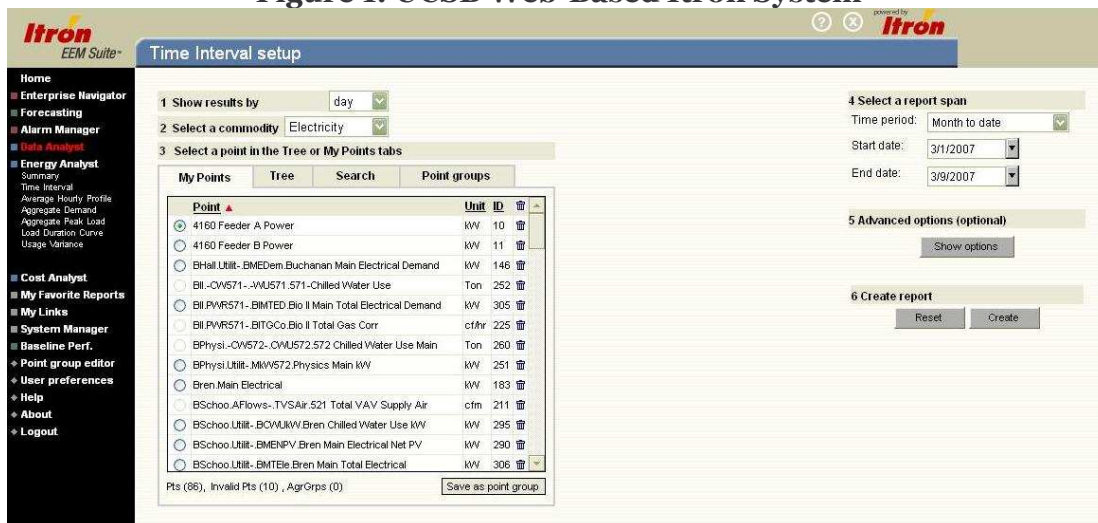 Figure 1. UCSB Web-Based Itron System
powered by
Itron
Itron
EEM Suite
Time Interval setup
Home
Enterprise Navigator
Forecasting
Alarm Manager
Data Analyst
Energy Analyst
Summary
Time Interval
Average Hourly Profile
Aggregate Demand
Aggregate Peak Load
Load Duration Curve
Usage Variance
Cost Analyst
My Favorite Reports
My Links
System Manager
Baseline Perf.
Point group editor
User preferences
Help
About
Logout
1 Show results by day
2 Select a commodity Electricity
3 Select a point in the Tree or My Points tabs
My Points Tree Search Point groups
Point Unit ID
4160 Feeder A Power kW 10
4160 Feeder B Power kW 11
BHall.Utilit-.BMEDem.Buchanan Main Electrical Demand kW 146
BII.-CW571-.-WU571.571-Chilled Water Use Ton 252
BII.PWR571-.BIMTED.Bio II Main Total Electrical Demand kW 305
BII.PWR571-.BITGCo.Bio II Total Gas Corr cf/hr 225
BPhysi.-CW572-.CWU572.572 Chilled Water Use Main Ton 260
BPhysi.Utilit-.MkW572.Physics Main kW kW 251
Bren.Main Electrical kW 183
BSchoo.AFlows-.TVSAir.521 Total VAV Supply Air cfm 211
BSchoo.Utilit-.BCWUkW.Bren Chilled Water Use kW kW 295
BSchoo.Utilit-.BMENPV.Bren Main Electrical Net PV kW 290
BSchoo.Utilit-.BMTEle.Bren Main Total Electrical kW 306
Pts (86), Invalid Pts (10) , AgrGrps (0) Save as point group
4 Select a report span
Time period: Month to date
Start date: 3/1/2007
End date: 3/9/2007
5 Advanced options (optional)
Show options
6 Create report
Reset Create